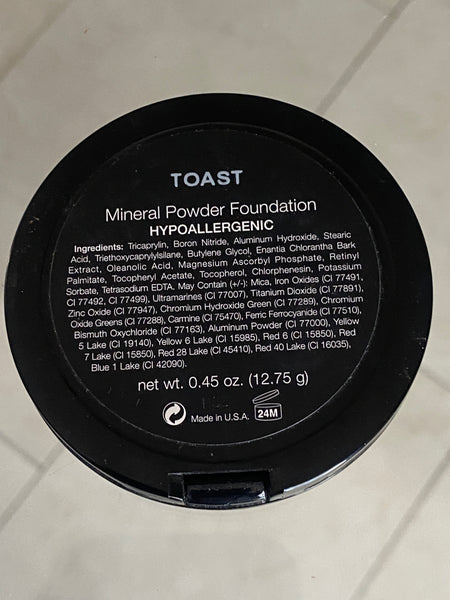 TOAST
Mineral Powder Foundation
HYPOALLERGENIC
Ingredients: Tricaprylin, Boron Nitride, Aluminum Hydroxide, Stearic
Acid, Triethoxycaprylylsilane, Butylene Glycol, Enantia Chlorantha Bark
Extract, Oleanolic Acid, Magnesium Ascorbyl Phosphate, Retinyl
Palmitate, Tocopheryl Acetate, Tocopherol, Chlorphenesin, Potassium
Sorbate, Tetrasodium EDTA. May Contain (+/-): Mica, Iron Oxides (CI 77491,
CI 77492, CI 77499), Ultramarines (CI 77007), Titanium Dioxide (CI 77891),
Zinc Oxide (CI 77947), Chromium Hydroxide Green (CI 77289), Chromium
Oxide Greens (CI 77288), Carmine (CI 75470), Ferric Ferrocyanide (CI 77510),
Bismuth Oxychloride (CI 77163), Aluminum Powder (CI 77000), Yellow
5 Lake (CI 19140), Yellow 6 Lake (CI 15985), Red 6 (CI 15850), Red
7 Lake (CI 15850), Red 28 Lake (CI 45410), Red 40 Lake (CI 16035),
Blue 1 Lake (CI 42090).
net wt. 0.45 oz. (12.75 g)
Made in U.S.A. 24M